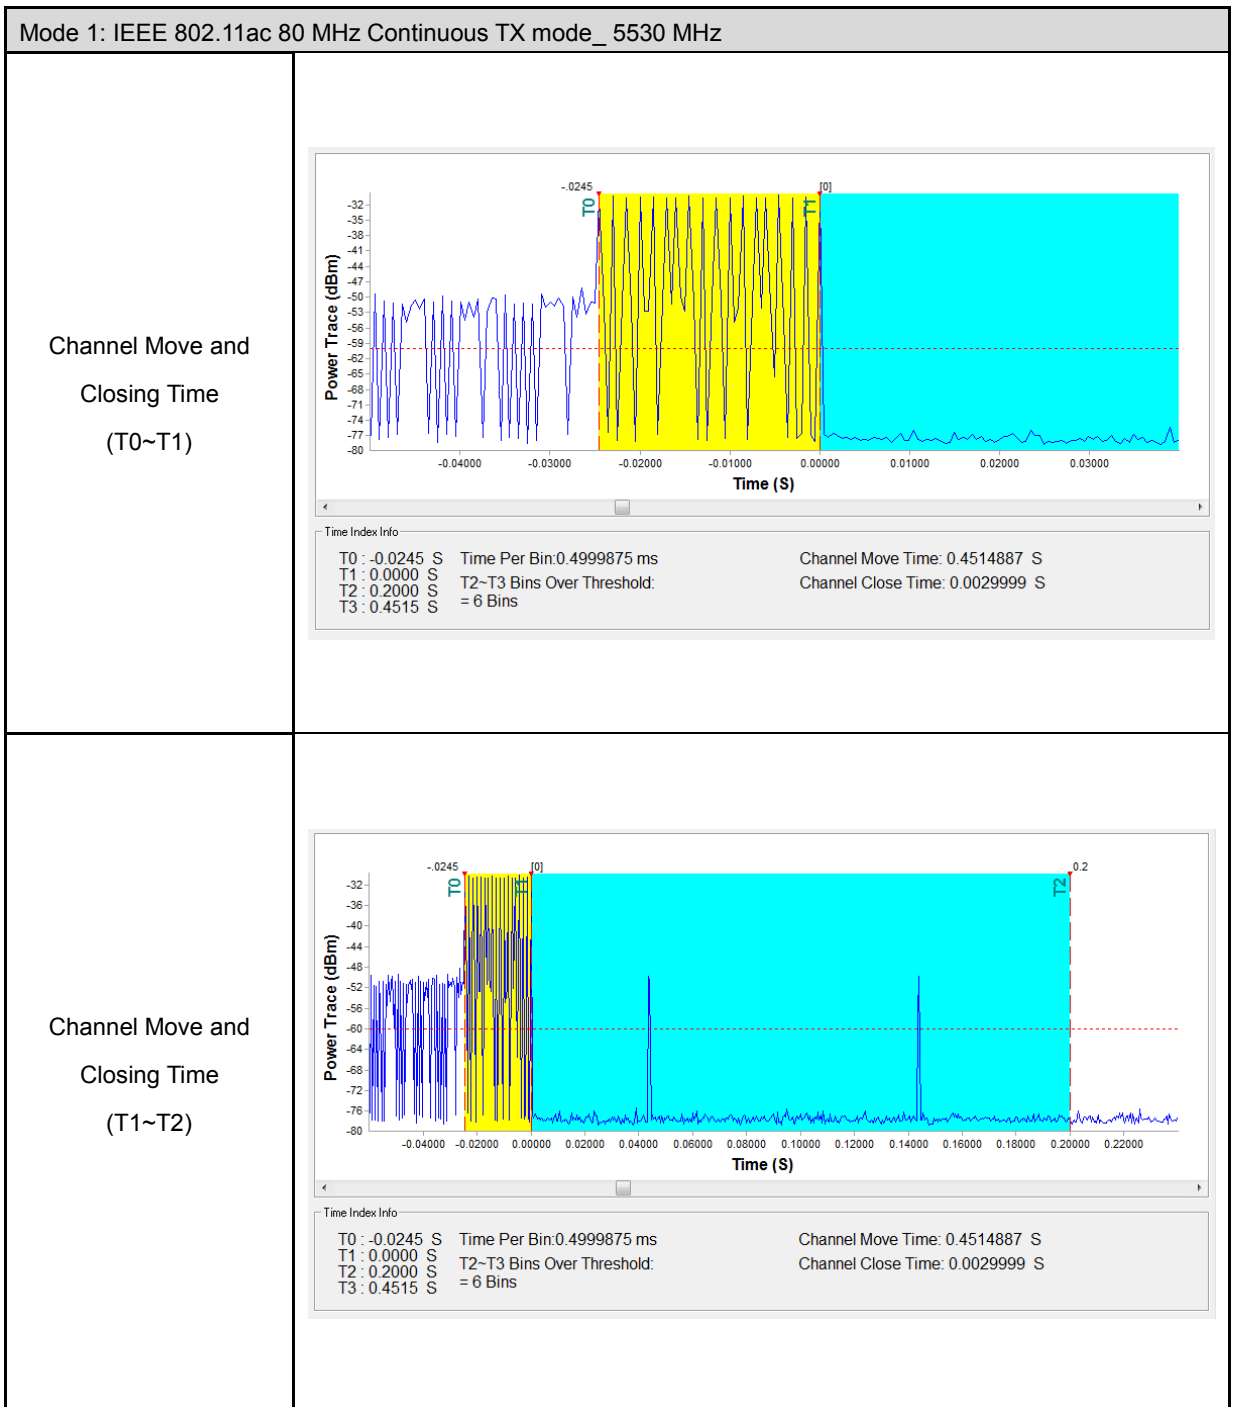 Mode 1: IEEE 802.11ac 80 MHz Continuous TX mode_ 5530 MHz
Channel Move and
Closing Time
(T0~T1)
-.0245
[0]
T0
T1
Power Trace (dBm)
-32
-35
-38
-41
-44
-47
-50
-53
-56
-59
-62
-65
-68
-71
-74
-77
-80
-0.04000 -0.03000 -0.02000 -0.01000 0.00000 0.01000 0.02000 0.03000
Time (S)
Time Index Info
T0 : -0.0245 S
T1 : 0.0000 S
T2 : 0.2000 S
T3 : 0.4515 S
Time Per Bin:0.4999875 ms
T2~T3 Bins Over Threshold:
= 6 Bins
Channel Move Time: 0.4514887 S
Channel Close Time: 0.0029999 S
Channel Move and
Closing Time
(T1~T2)
-.0245
[0]
0.2
T0
T1
T2
Power Trace (dBm)
-32
-36
-40
-44
-48
-52
-56
-60
-64
-68
-72
-76
-80
-0.04000 -0.02000 0.00000 0.02000 0.04000 0.06000 0.08000 0.10000 0.12000 0.14000 0.16000 0.18000 0.20000 0.22000
Time (S)
Time Index Info
T0 : -0.0245 S
T1 : 0.0000 S
T2 : 0.2000 S
T3 : 0.4515 S
Time Per Bin:0.4999875 ms
T2~T3 Bins Over Threshold:
= 6 Bins
Channel Move Time: 0.4514887 S
Channel Close Time: 0.0029999 S